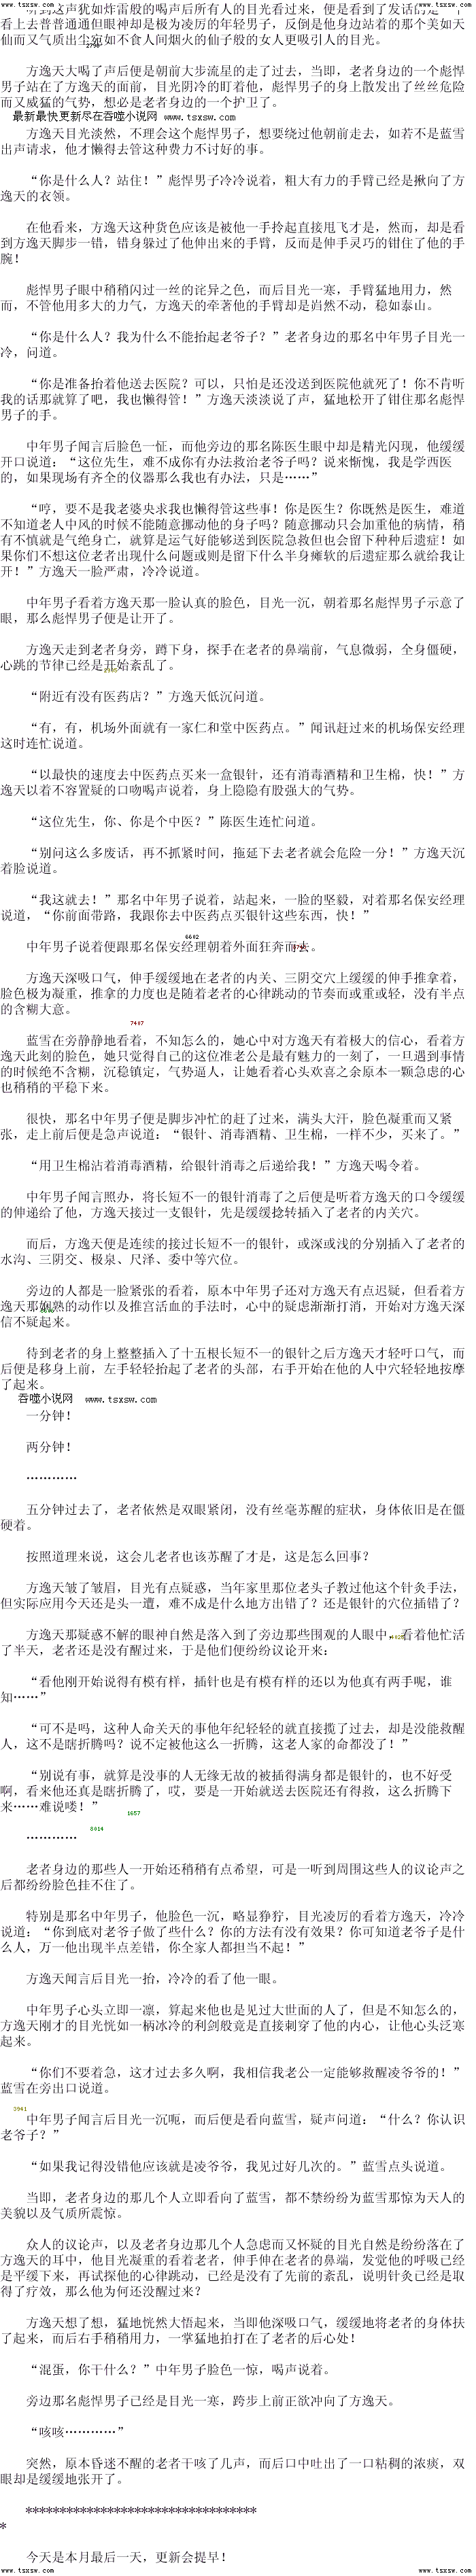 www.tsxsw.com www.tsxsw.com
听到这声犹如炸雷般的喝声后所有人的目光看过来，便是看到了发话的是一个
看上去普普通通但眼神却是极为凌厉的年轻男子，反倒是他身边站着的那个美如天
仙而又气质出尘宛如不食人间烟火的仙子般的女人更吸引人的目光。
方逸天大喝了声后便是朝前大步流星的走了过去，当即，老者身边的一个彪悍
男子站在了方逸天的面前，目光阴冷的盯着他，彪悍男子的身上散发出了丝丝危险
而又威猛的气势，想必是老者身边的一个护卫了。
最新最快更新尽在吞噬小说网 www.tsxsw.com
方逸天目光淡然，不理会这个彪悍男子，想要绕过他朝前走去，如若不是蓝雪
出声请求，他才懒得去管这种费力不讨好的事。
“你是什么人？站住！”彪悍男子冷冷说着，粗大有力的手臂已经是揪向了方
逸天的衣领。
在他看来，方逸天这种货色应该是被他一手拎起直接甩飞才是，然而，却是看
到方逸天脚步一错，错身躲过了他伸出来的手臂，反而是伸手灵巧的钳住了他的手
腕！
彪悍男子眼中稍稍闪过一丝的诧异之色，而后目光一寒，手臂猛地用力，然
而，不管他用多大的力气，方逸天的牵著他的手臂却是岿然不动，稳如泰山。
“你是什么人？我为什么不能抬起老爷子？”老者身边的那名中年男子目光一
冷，问道。
“你是准备抬着他送去医院？可以，只怕是还没送到医院他就死了！你不肯听
我的话那就算了吧，我也懒得管！”方逸天淡淡说了声，猛地松开了钳住那名彪悍
男子的手。
中年男子闻言后脸色一怔，而他旁边的那名陈医生眼中却是精光闪现，他缓缓
开口说道：“这位先生，难不成你有办法救治老爷子吗？说来惭愧，我是学西医
的，如果现场有齐全的仪器那么我也有办法，只是……”
“哼，要不是我老婆央求我也懒得管这些事！你是医生？你既然是医生，难道
不知道老人中风的时候不能随意挪动他的身子吗？随意挪动只会加重他的病情，稍
有不慎就是气绝身亡，就算是运气好能够送到医院急救但也会留下种种后遗症！如
果你们不想这位老者出现什么问题或则是留下什么半身瘫软的后遗症那么就给我让
开！”方逸天一脸严肃，冷冷说道。
中年男子看着方逸天那一脸认真的脸色，目光一沉，朝着那名彪悍男子示意了
眼，那么彪悍男子便是让开了。
方逸天走到老者身旁，蹲下身，探手在老者的鼻端前，气息微弱，全身僵硬，
心跳的节律已经是开始紊乱了。
“附近有没有医药店？”方逸天低沉问道。
“有，有，机场外面就有一家仁和堂中医药点。”闻讯赶过来的机场保安经理
这时连忙说道。
“以最快的速度去中医药点买来一盒银针，还有消毒酒精和卫生棉，快！”方
逸天以着不容置疑的口吻喝声说着，身上隐隐有股强大的气势。
“这位先生，你、你是个中医？”陈医生连忙问道。
“别问这么多废话，再不抓紧时间，拖延下去老者就会危险一分！”方逸天沉
着脸说道。
“我这就去！”那名中年男子说着，站起来，一脸的坚毅，对着那名保安经理
说道，“你前面带路，我跟你去中医药点买银针这些东西，快！”
6602
中年男子说着便跟那名保安经理朝着外面狂奔而去。
方逸天深吸口气，伸手缓缓地在老者的内关、三阴交穴上缓缓的伸手推拿着，
脸色极为凝重，推拿的力度也是随着老者的心律跳动的节奏而或重或轻，没有半点
的含糊大意。
7467
蓝雪在旁静静地看着，不知怎么的，她心中对方逸天有着极大的信心，看着方
逸天此刻的脸色，她只觉得自己的这位准老公是最有魅力的一刻了，一旦遇到事情
的时候绝不含糊，沉稳镇定，气势逼人，让她看着心头欢喜之余原本一颗急虑的心
也稍稍的平稳下来。
很快，那名中年男子便是脚步冲忙的赶了过来，满头大汗，脸色凝重而又紧
张，走上前后便是急声说道：“银针、消毒酒精、卫生棉，一样不少，买来了。”
“用卫生棉沾着消毒酒精，给银针消毒之后递给我！”方逸天喝令着。
中年男子闻言照办，将长短不一的银针消毒了之后便是听着方逸天的口令缓缓
的伸递给了他，方逸天接过一支银针，先是缓缓捻转插入了老者的内关穴。
而后，方逸天便是连续的接过长短不一的银针，或深或浅的分别插入了老者的
水沟、三阴交、极泉、尺泽、委中等穴位。
旁边的人都是一脸紧张的看着，原本中年男子还对方逸天有点迟疑，但看着方
逸天那娴熟的动作以及推宫活血的手法时，心中的疑虑渐渐打消，开始对方逸天深
信不疑起来。
待到老者的身上整整插入了十五根长短不一的银针之后方逸天才轻吁口气，而
后便是移身上前，左手轻轻抬起了老者的头部，右手开始在他的人中穴轻轻地按摩
了起来。
吞噬小说网 www.tsxsw.com
一分钟！
两分钟！
…………
五分钟过去了，老者依然是双眼紧闭，没有丝毫苏醒的症状，身体依旧是在僵
硬着。
按照道理来说，这会儿老者也该苏醒了才是，这是怎么回事？
方逸天皱了皱眉，目光有点疑惑，当年家里那位老头子教过他这个针灸手法，
但实际应用今天还是头一遭，难不成是什么地方出错了？还是银针的穴位插错了？
方逸天那疑惑不解的眼神自然是落入到了旁边那些围观的人眼中，看着他忙活
了半天，老者还是没有醒过来，于是他们便纷纷议论开来：
“看他刚开始说得有模有样，插针也是有模有样的还以为他真有两手呢，谁
知……”
“可不是吗，这种人命关天的事他年纪轻轻的就直接揽了过去，却是没能救醒
人，这不是瞎折腾吗？说不定被他这么一折腾，这老人家的命都没了！”
“别说有事，就算是没事的人无缘无故的被插得满身都是银针的，也不好受
啊，看来他还真是瞎折腾了，哎，要是一开始就送去医院还有得救，这么折腾下
来……难说喽！”
1657
8014
…………
老者身边的那些人一开始还稍稍有点希望，可是一听到周围这些人的议论声之
后都纷纷脸色挂不住了。
特别是那名中年男子，他脸色一沉，略显狰狞，目光凌厉的看着方逸天，冷冷
说道：“你到底对老爷子做了些什么？你的方法有没有效果？你可知道老爷子是什
么人，万一他出现半点差错，你全家人都担当不起！”
方逸天闻言后目光一抬，冷冷的看了他一眼。
中年男子心头立即一凛，算起来他也是见过大世面的人了，但是不知怎么的，
方逸天刚才的目光恍如一柄冰冷的利剑般竟是直接刺穿了他的内心，让他心头泛寒
起来。
“你们不要着急，这才过去多久啊，我相信我老公一定能够救醒凌爷爷的！”
蓝雪在旁出口说道。
3941
中年男子闻言后目光一沉呃，而后便是看向蓝雪，疑声问道：“什么？你认识
老爷子？”
“如果我记得没错他应该就是凌爷爷，我见过好几次的。”蓝雪点头说道。
当即，老者身边的那几个人立即看向了蓝雪，都不禁纷纷为蓝雪那惊为天人的
美貌以及气质所震惊。
众人的议论声，以及老者身边那几个人急虑而又怀疑的目光自然是纷纷落在了
方逸天的耳中，他目光凝重的看着老者，伸手伸在老者的鼻端，发觉他的呼吸已经
是平缓下来，再试探他的心律跳动，已经是没有了先前的紊乱，说明针灸已经是取
得了疗效，那么他为何还没醒过来？
方逸天想了想，猛地恍然大悟起来，当即他深吸口气，缓缓地将老者的身体扶
了起来，而后右手稍稍用力，一掌猛地拍打在了老者的后心处！
“混蛋，你干什么？”中年男子脸色一惊，喝声说着。
旁边那名彪悍男子已经是目光一寒，跨步上前正欲冲向了方逸天。
“咳咳…………”
突然，原本昏迷不醒的老者干咳了几声，而后口中吐出了一口粘稠的浓痰，双
眼却是缓缓地张开了。
**********************************
*
今天是本月最后一天，更新会提早！
www.tsxsw.com www.tsxsw.com